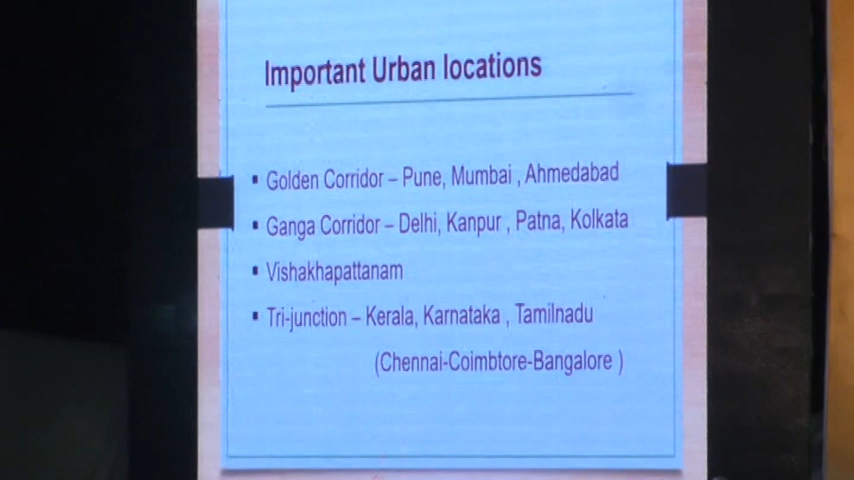 Important Urban locations
▪ Golden Corridor – Pune, Mumbai , Ahmedabad
▪ Ganga Corridor – Delhi, Kanpur , Patna, Kolkata
▪ Vishakhapattanam
▪ Tri-junction – Kerala, Karnataka , Tamilnadu
(Chennai-Coimbtore-Bangalore )